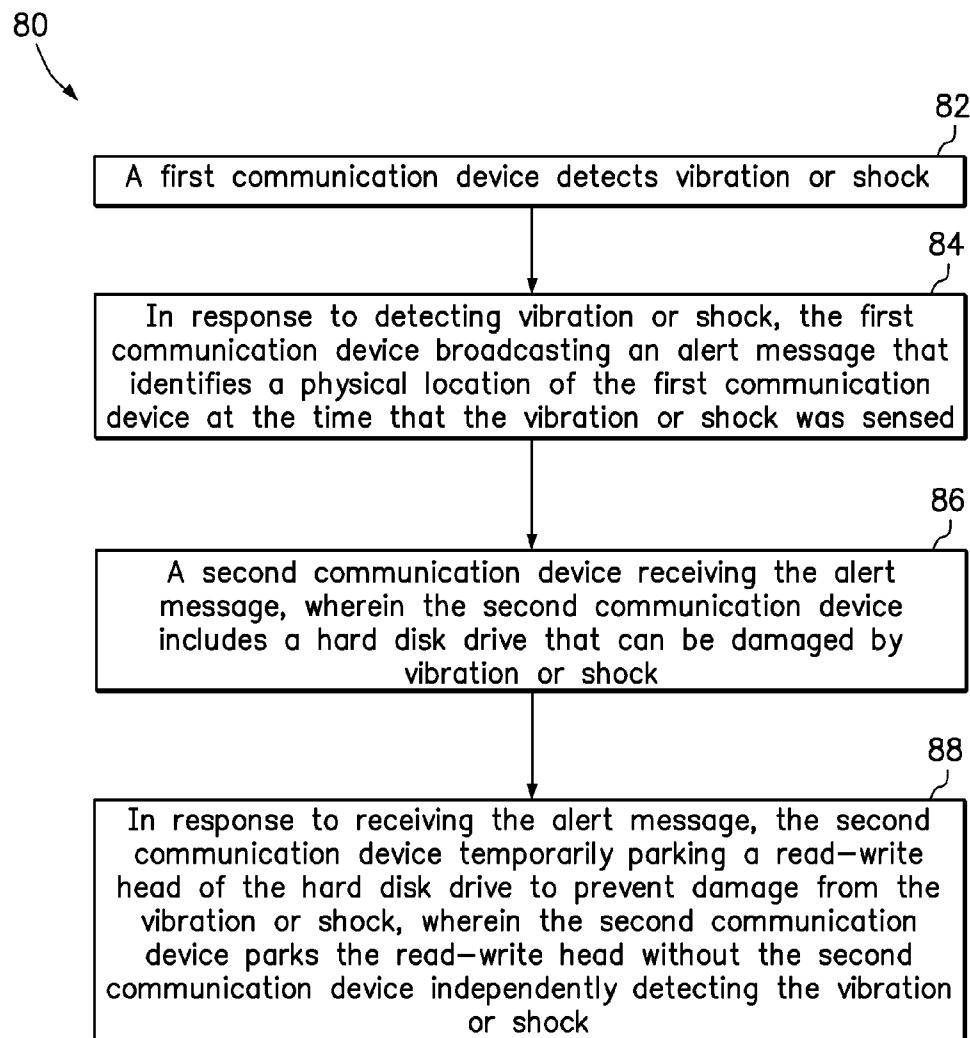 80
82
A first communication device detects vibration or shock
84
In response to detecting vibration or shock, the first
communication device broadcasting an alert message that
identifies a physical location of the first communication
device at the time that the vibration or shock was sensed
86
A second communication device receiving the alert
message, wherein the second communication device
includes a hard disk drive that can be damaged by
vibration or shock
88
In response to receiving the alert message, the second
communication device temporarily parking a read-write
head of the hard disk drive to prevent damage from the
vibration or shock, wherein the second communication
device parks the read-write head without the second
communication device independently detecting the vibration
or shock